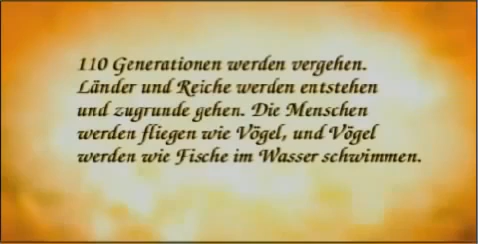 110 Generationen werden vergehen.
Länder und Reiche werden entstehen
und zugrunde gehen. Die Menschen
werden fliegen wie Vögel, und Vögel
werden wie Fische im Wasser schwimmen.